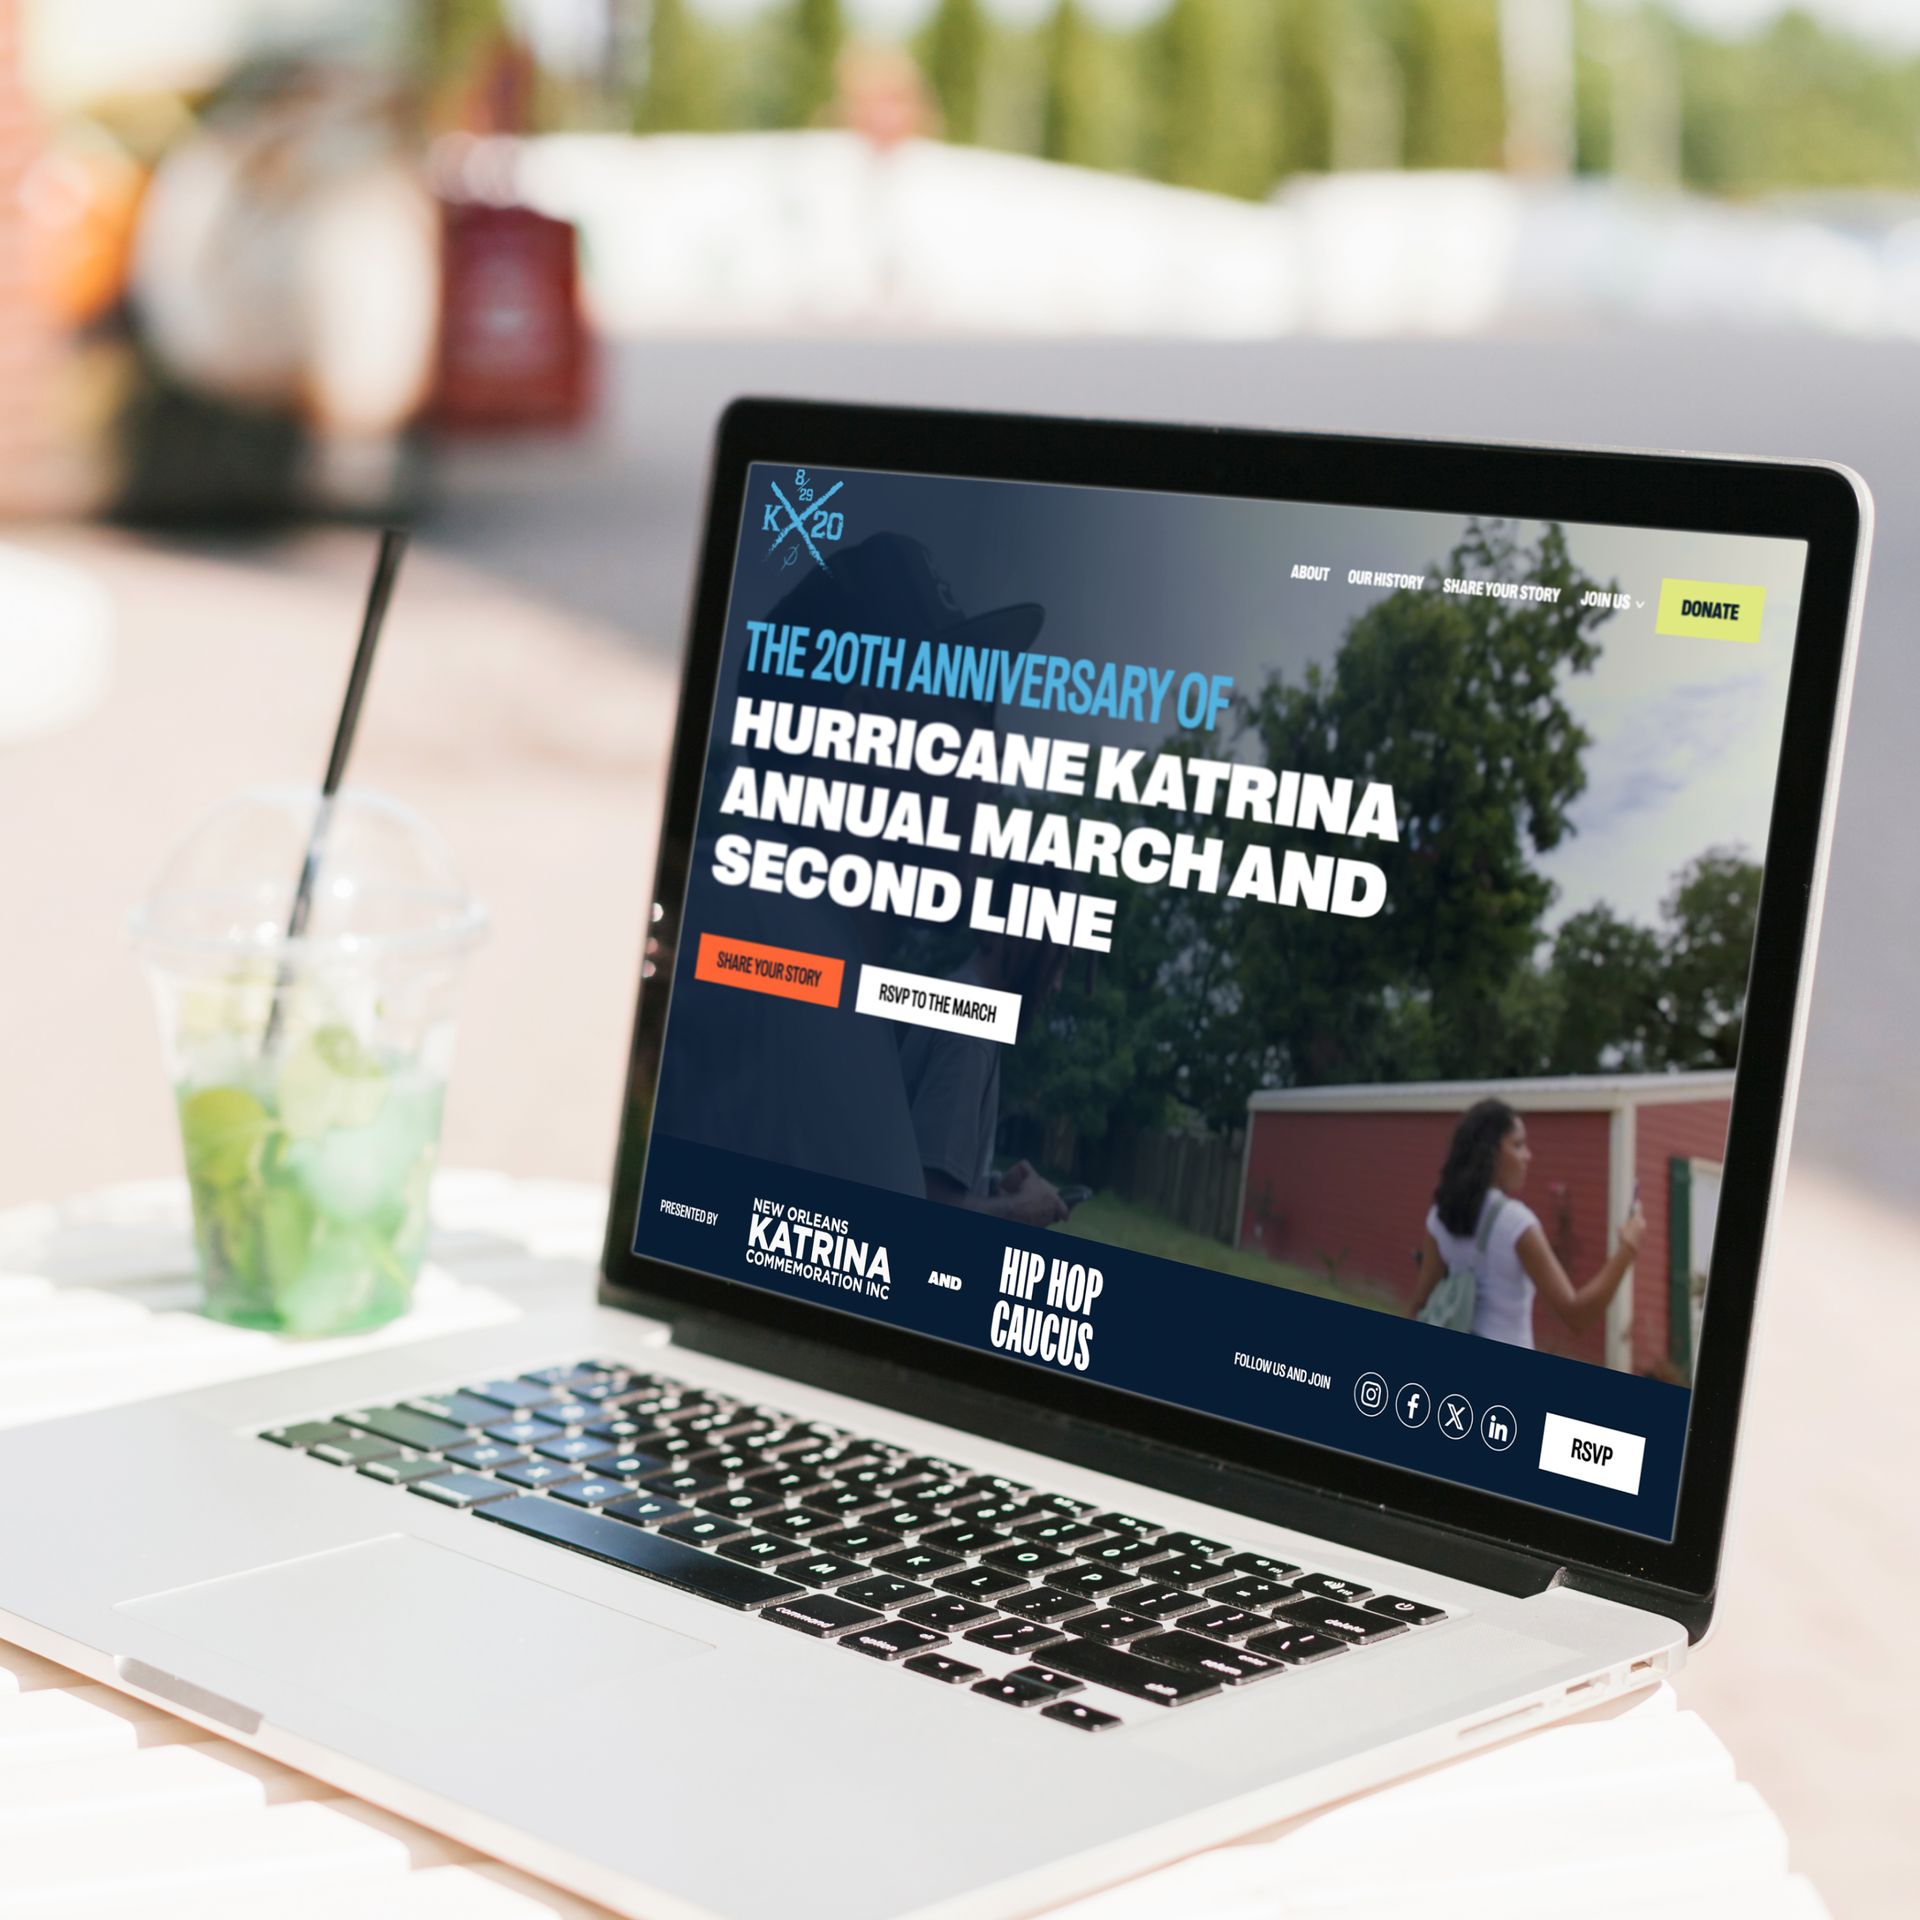 8/29
K 20
ABOUT OUR HISTORY SHARE YOUR STORY JOIN US DONATE
THE 20TH ANNIVERSARY OF
HURRICANE KATRINA
ANNUAL MARCH AND
SECOND LINE
SHARE YOUR STORY RSVP TO THE MARCH
PRESENTED BY
NEW ORLEANS
KATRINA
COMMEMORATION INC
AND
HIP HOP
CAUCUS
FOLLOW US AND JOIN
RSVP
command
option
delete
return